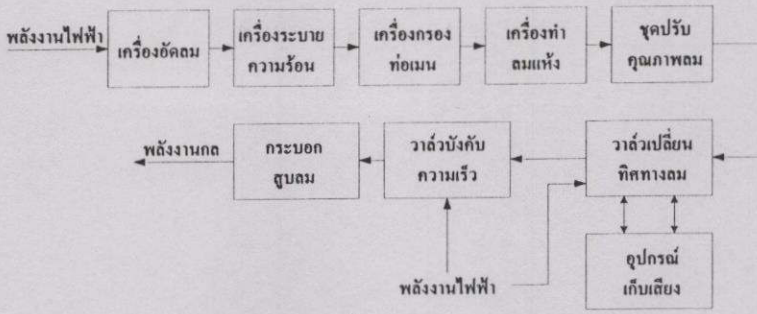 พลังงานไฟฟ้า
เครื่องอัดลม
เครื่องระบาย
ความร้อน
เครื่องกรอง
ท่อเมน
เครื่องทำ
ลมแห้ง
ชุดปรับ
คุณภาพลม
พลังงานกล
กระบอก
สูบลม
วาล์วบังคับ
ความเร็ว
วาล์วเปลี่ยน
ทิศทางลม
พลังงานไฟฟ้า
อุปกรณ์
เก็บเสียง